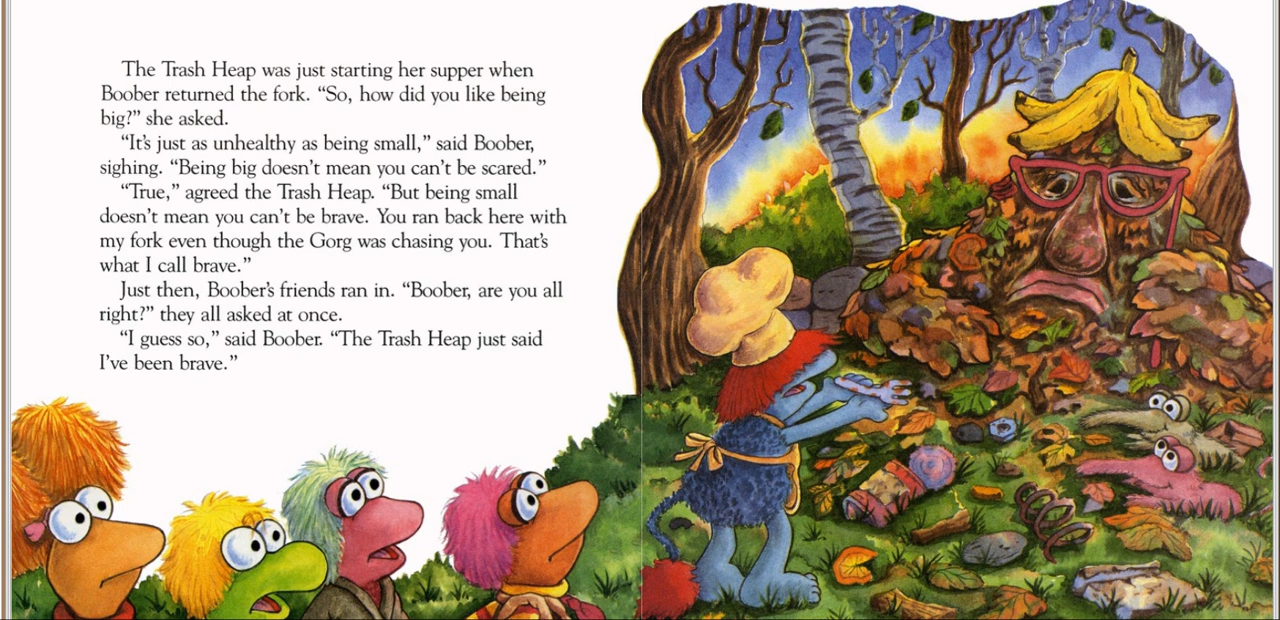 The Trash Heap was just starting her supper when
Boober returned the fork. “So, how did you like being
big?” she asked.
“It’s just as unhealthy as being small,” said Boober,
sighing. “Being big doesn’t mean you can’t be scared.”
“True,” agreed the Trash Heap. “But being small
doesn’t mean you can’t be brave. You ran back here with
my fork even though the Gorg was chasing you. That’s
what I call brave.”
Just then, Boober’s friends ran in. “Boober, are you all
right?” they all asked at once.
“I guess so,” said Boober. “The Trash Heap just said
I’ve been brave.”